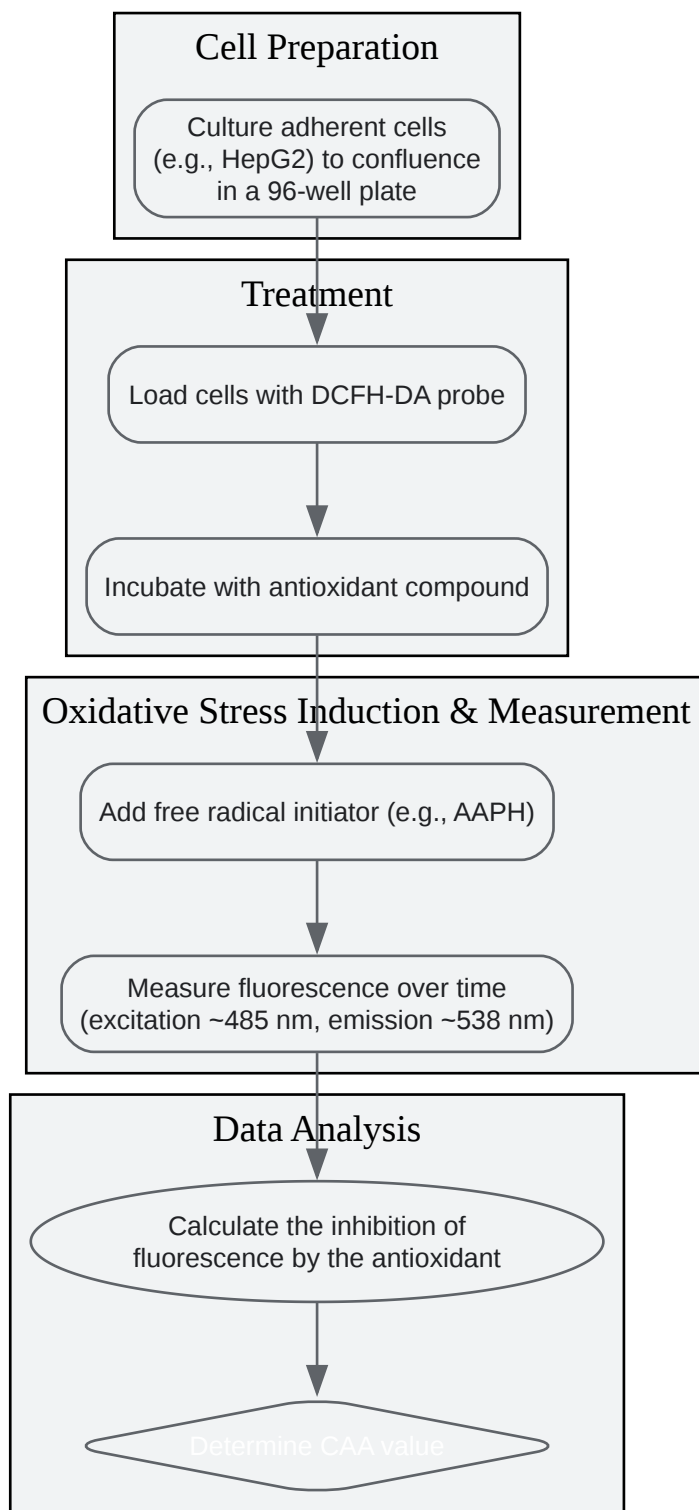 Cell Preparation
Culture adherent cells
(e.g., HepG2) to confluence
in a 96-well plate
Treatment
Load cells with DCFH-DA probe
Incubate with antioxidant compound
Oxidative Stress Induction & Measurement
Add free radical initiator (e.g., AAPH)
Measure fluorescence over time
(excitation ~485 nm, emission ~538 nm)
Data Analysis
Calculate the inhibition of
fluorescence by the antioxidant
Determine CAA value